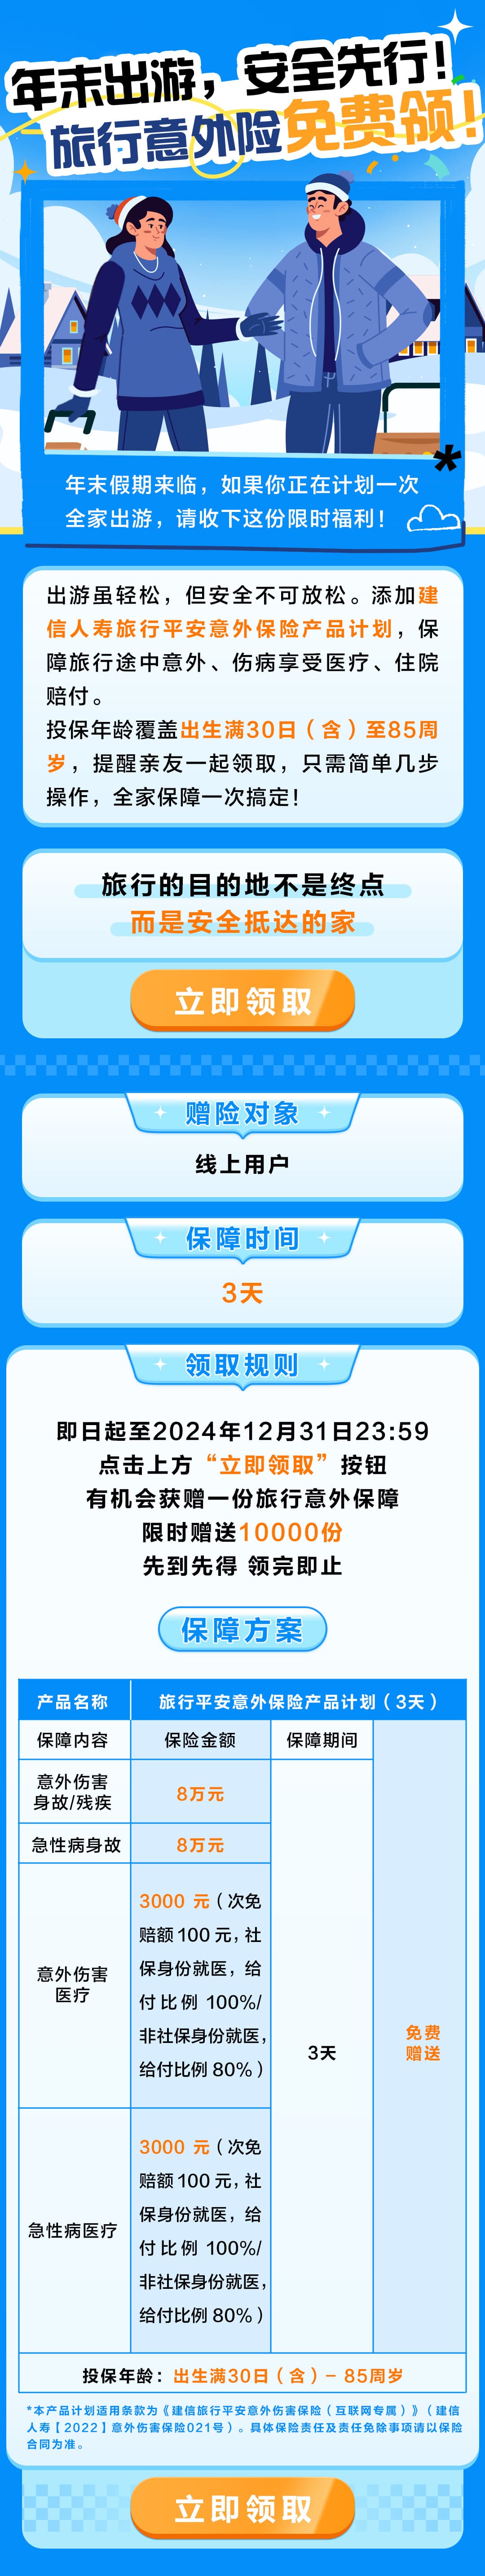 年末出游，安全先行！
旅行意外险免费领！
年末假期来临，如果你正在计划一次
全家出游，请收下这份限时福利！
出游虽轻松，但安全不可放松。添加建
信人寿旅行平安意外保险产品计划，保
障旅行途中意外、伤病享受医疗、住院
赔付。
投保年龄覆盖出生满30日（含）至85周
岁，提醒亲友一起领取，只需简单几步
操作，全家保障一次搞定！
旅行的目的地不是终点
而是安全抵达的家
立即领取
赠险对象
线上用户
保障时间
3天
领取规则
即日起至2024年12月31日23:59
点击上方“立即领取”按钮
有机会获赠一份旅行意外保障
限时赠送10000份
先到先得 领完即止
保障方案
产品名称 旅行平安意外保险产品计划（3天）
保障内容 保险金额 保障期间
意外伤害
身故/残疾
8万元
急性病身故 8万元
意外伤害
医疗
3000 元（次免
赔额100 元，社
保身份就医，给
付比例 100%/
非社保身份就医，
给付比例 80%）
3天
免费
赠送
急性病医疗
3000 元（次免
赔额100 元，社
保身份就医，给
付比例 100%/
非社保身份就医，
给付比例 80%）
投保年龄：出生满30日（含）- 85周岁
*本产品计划适用条款为《建信旅行平安意外伤害保险（互联网专属）》（建信
人寿【2022】意外伤害保险021号）。具体保险责任及责任免除事项请以保险
合同为准。
立即领取